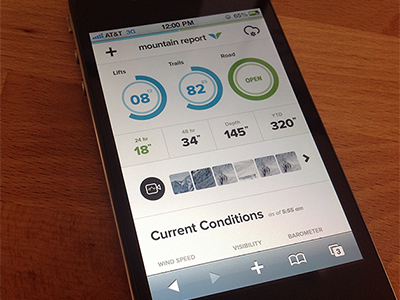 AT&T 3G 12:00 PM 65%
mountain report
Lifts Trails Road
08 82 OPEN
24 hr 48 hr Depth YTD
18" 34" 145" 320"
Current Conditions as of 5:55 am
WIND SPEED VISIBILITY BAROMETER
3